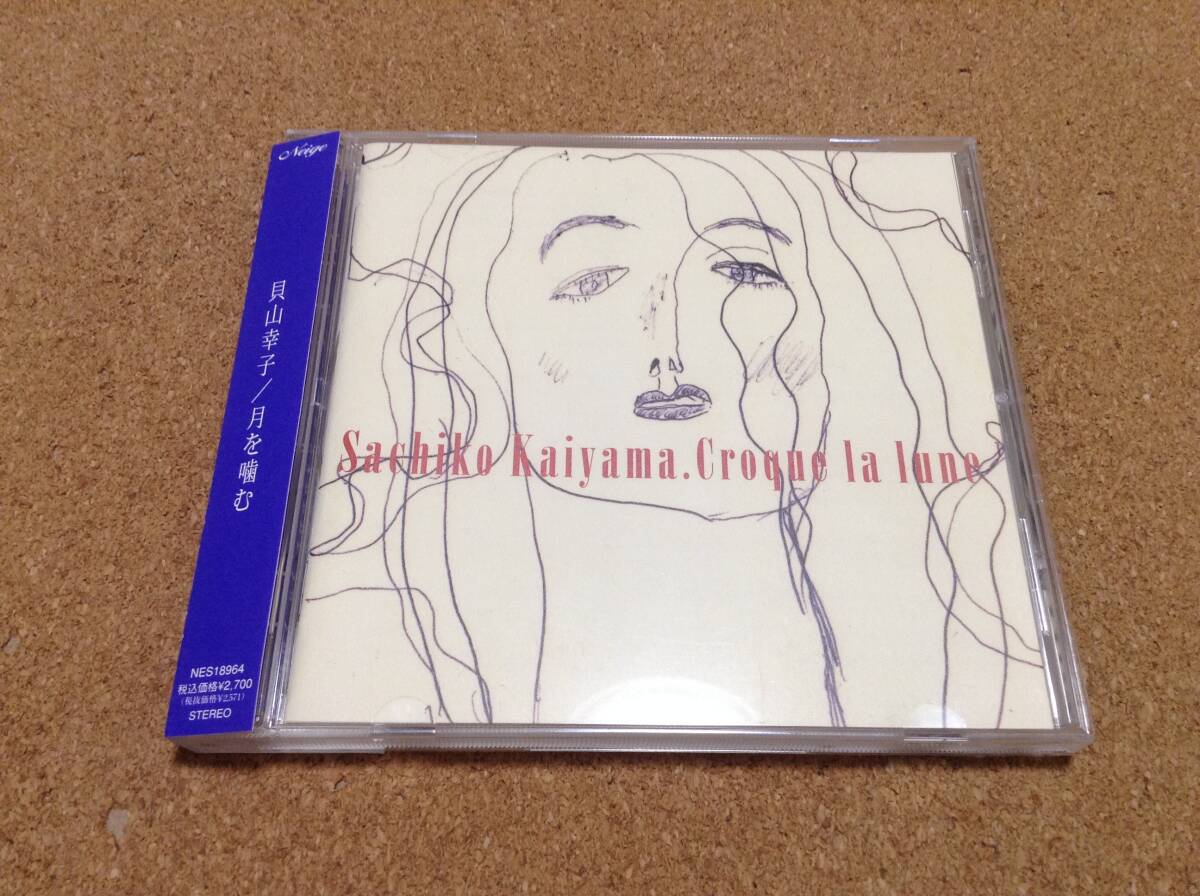 Neige
貝山幸子/月を噛む
NES18964
税込価格¥2,700
(税抜価格¥2,571)
STEREO
Sachiko Kaiyama.Croque la lune